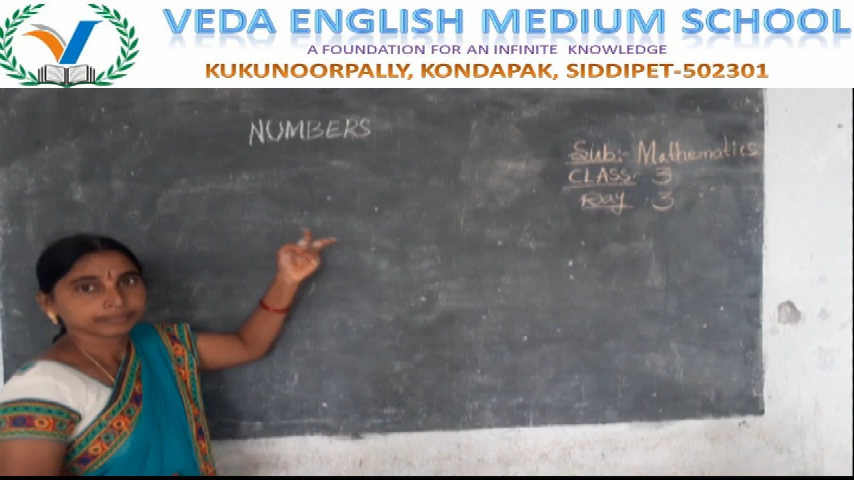 VEDA ENGLISH MEDIUM SCHOOL
A FOUNDATION FOR AN INFINITE KNOWLEDGE
KUKUNOORPALLY, KONDAPAK, SIDDIPET-502301
NUMBERS
Sub:- Mathematics
CLASS:- 3
Day 3